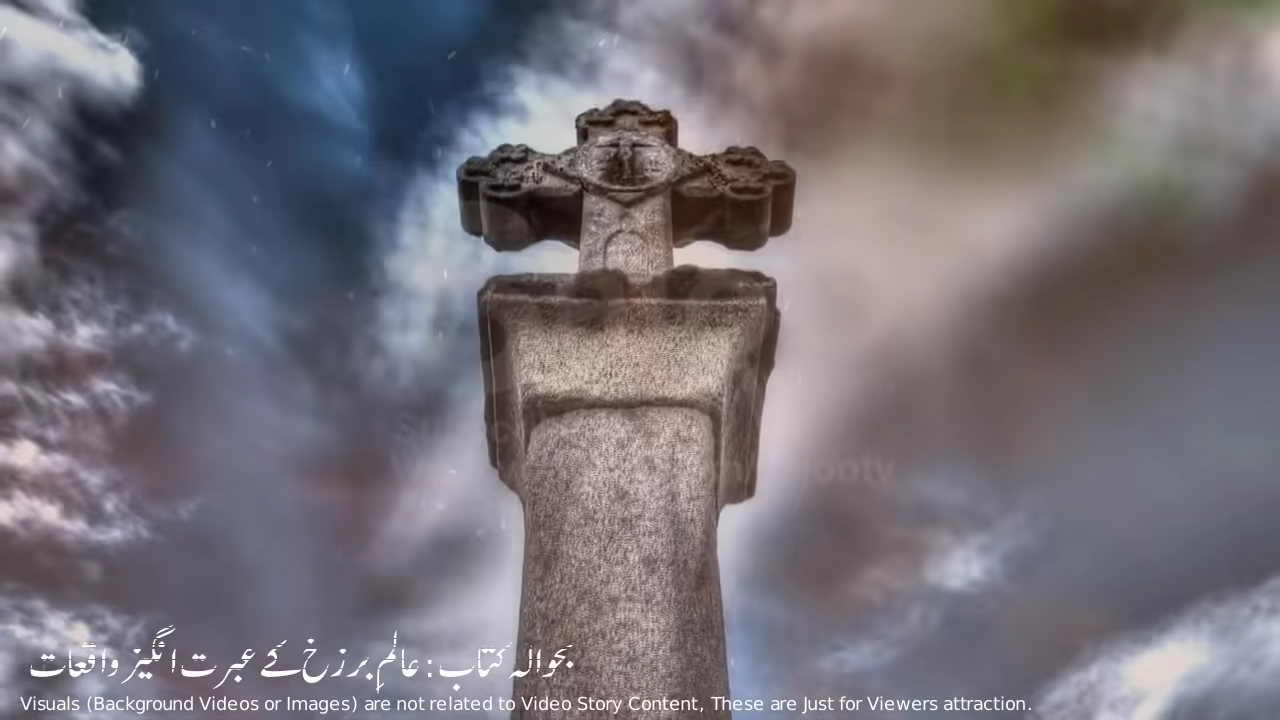 بحوالہ کتاب : عالمِ برزخ کے عبرت انگیز واقعات
Visuals (Background Videos or Images) are not related to Video Story Content, These are Just for Viewers attraction.